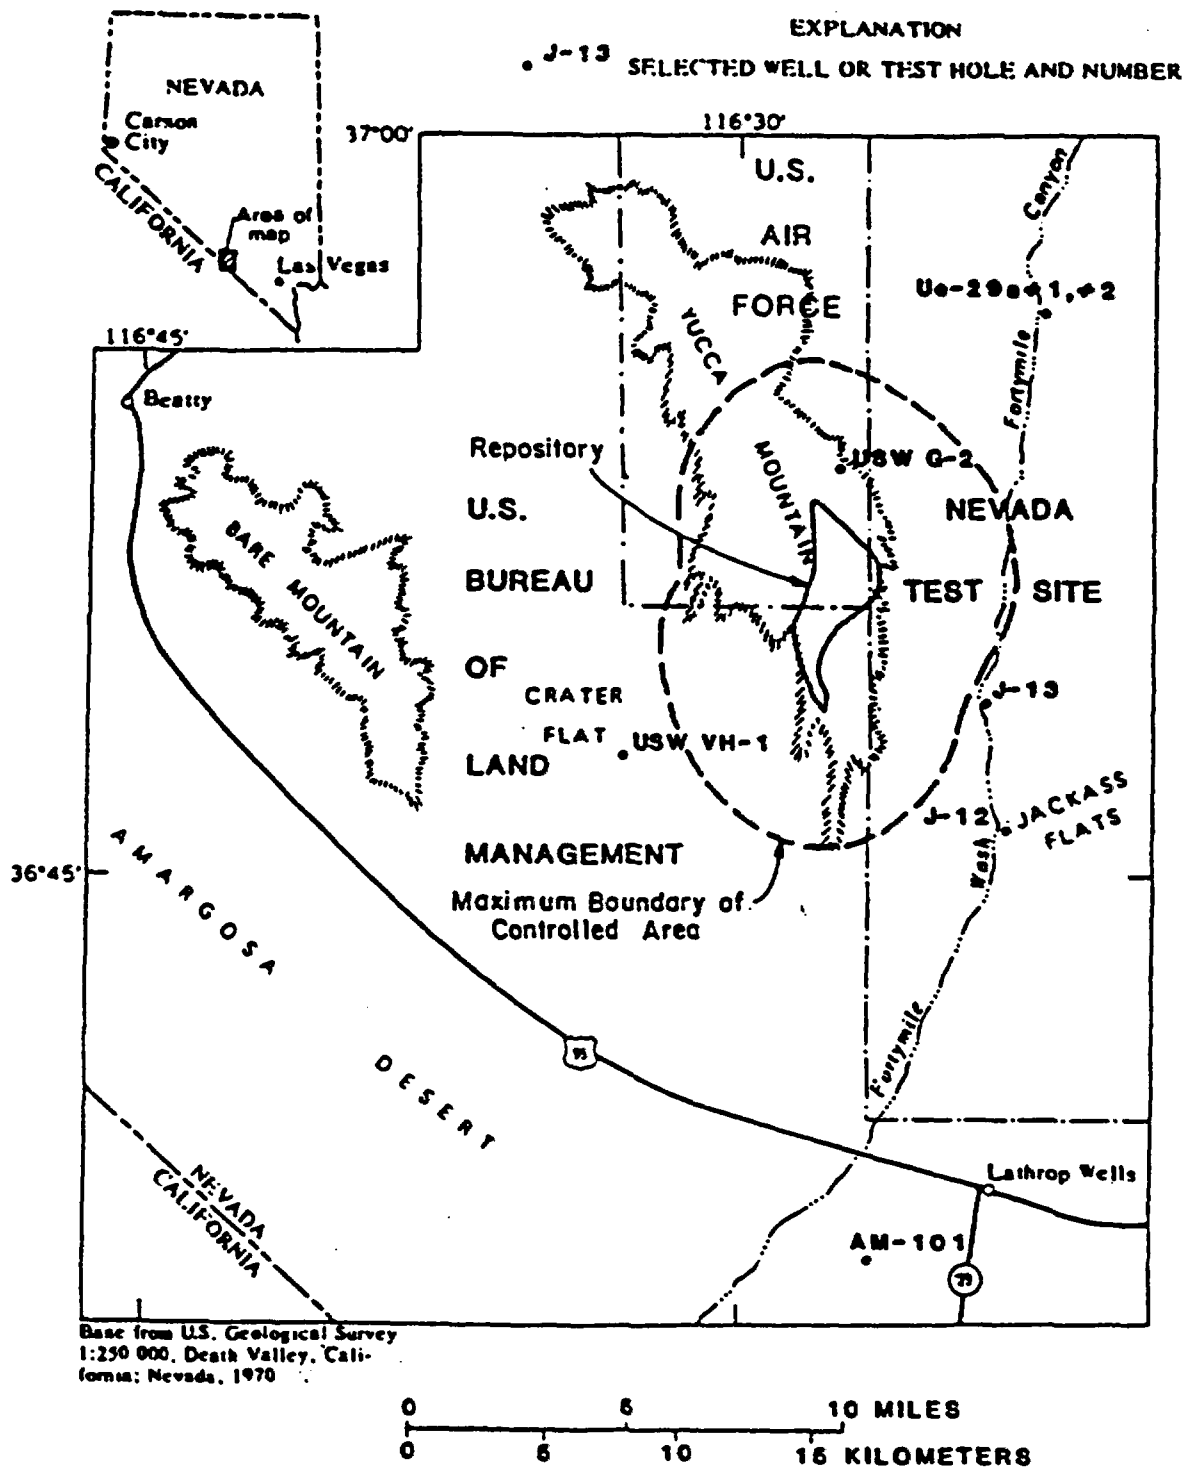 EXPLANATION
J-13 SELECTED WELL OR TEST HOLE AND NUMBER
NEVADA
Carson
City
CALIFORNIA
Area of
map
Las Vegas
37°00'
116°30'
116°45'
U.S.
AIR
FORCE
Canyon
Ue-29a#1,#2
Fortymile
YUCCA
MOUNTAIN
Beatty
Repository
USW G-2
U.S.
BUREAU
OF
LAND
MANAGEMENT
NEVADA
TEST SITE
BARE
MOUNTAIN
CRATER
FLAT
USW VH-1
J-13
J-12
JACKASS
FLATS
Wash
36°45'
Maximum Boundary of
Controlled Area
AMARGOSA
DESERT
95
Fortymile
Lathrop Wells
AM-101
NEVADA
CALIFORNIA
Base from U.S. Geological Survey
1:250 000, Death Valley, Cali-
fornia; Nevada, 1970
0 5 10 MILES
0 5 10 15 KILOMETERS